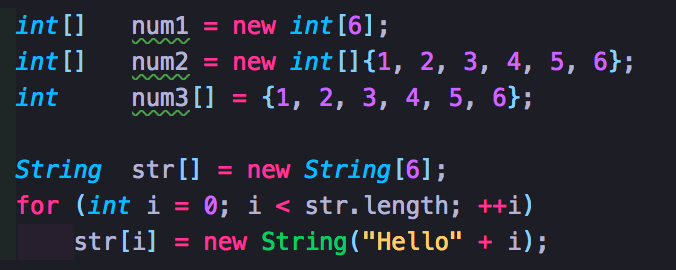 int[]   num1 = new int[6];
int[]   num2 = new int[]{1, 2, 3, 4, 5, 6};
int     num3[] = {1, 2, 3, 4, 5, 6};
String  str[] = new String[6];
for (int i = 0; i < str.length; ++i)
    str[i] = new String("Hello" + i);